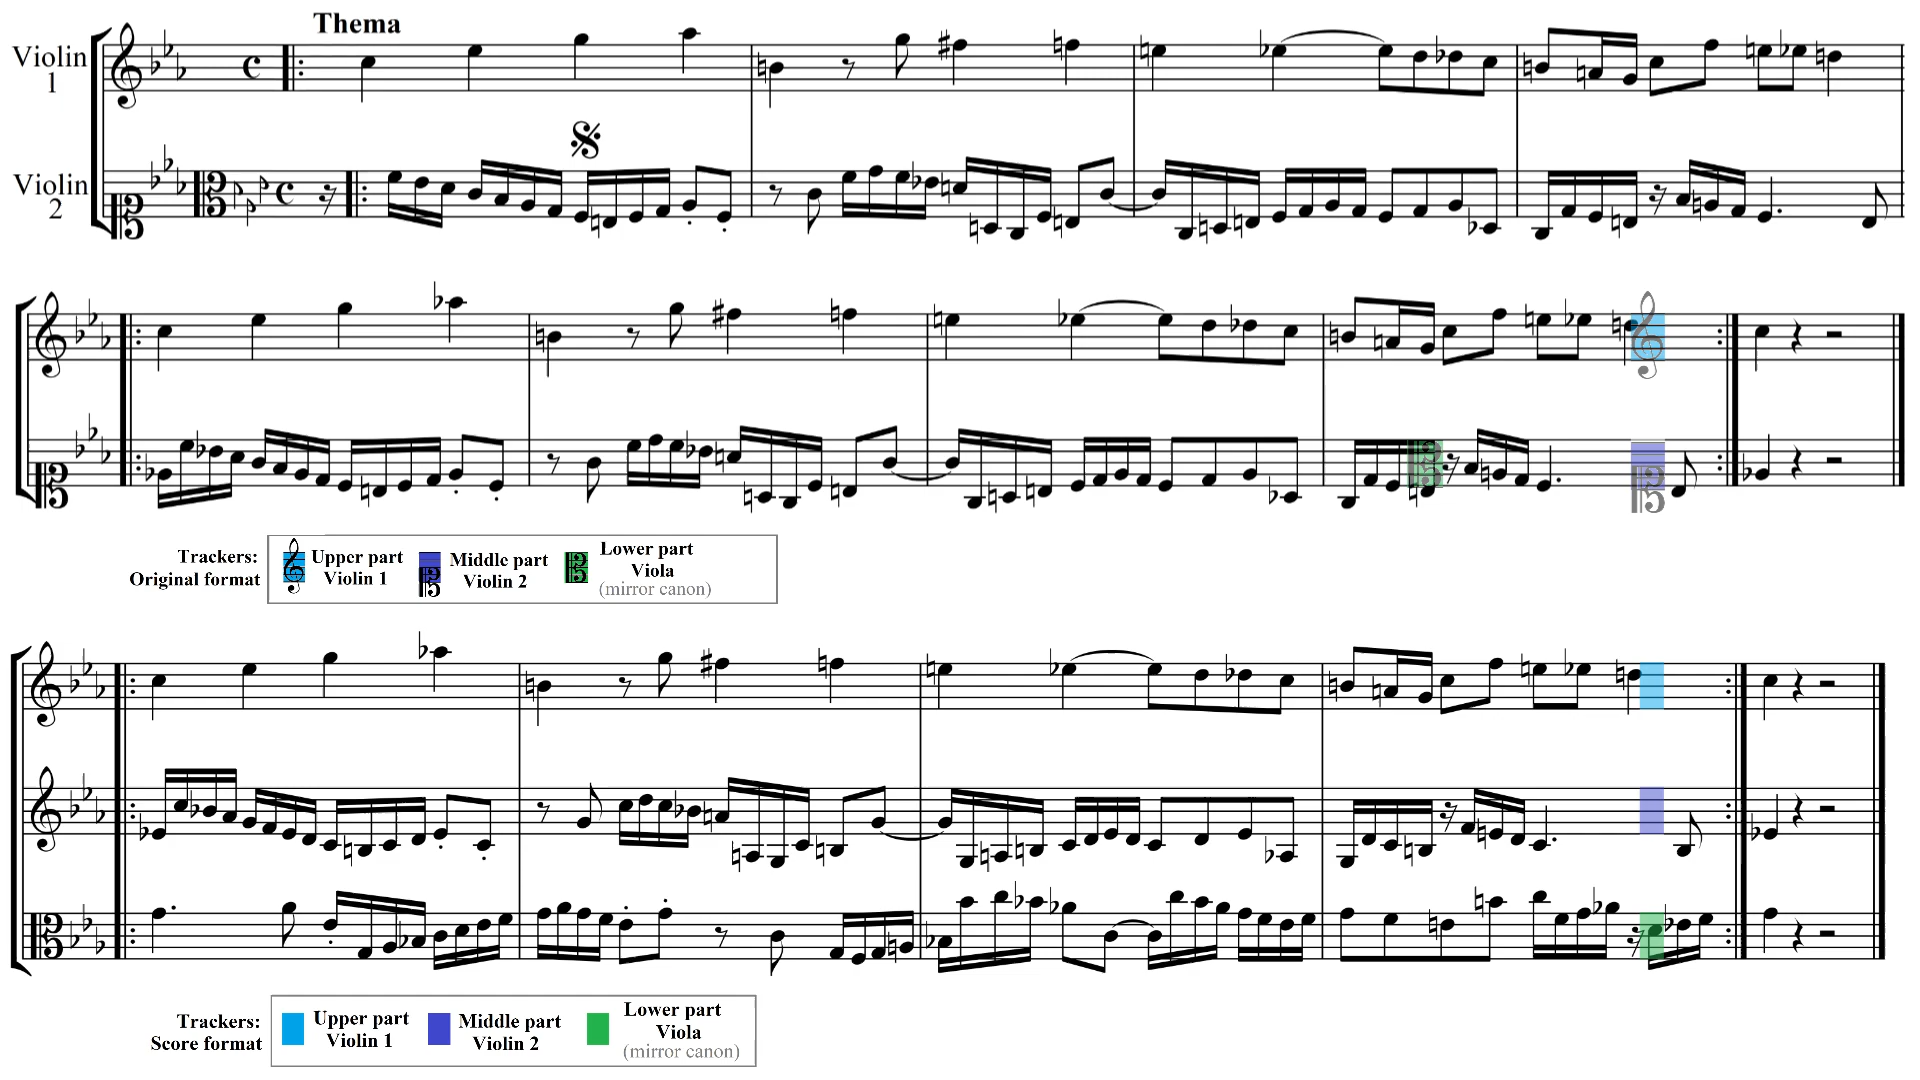 Thema
Violin
1
Violin
2
Trackers:
Original format
Upper part
Violin 1
Middle part
Violin 2
Lower part
Viola
(mirror canon)
Trackers:
Score format
Upper part
Violin 1
Middle part
Violin 2
Lower part
Viola
(mirror canon)